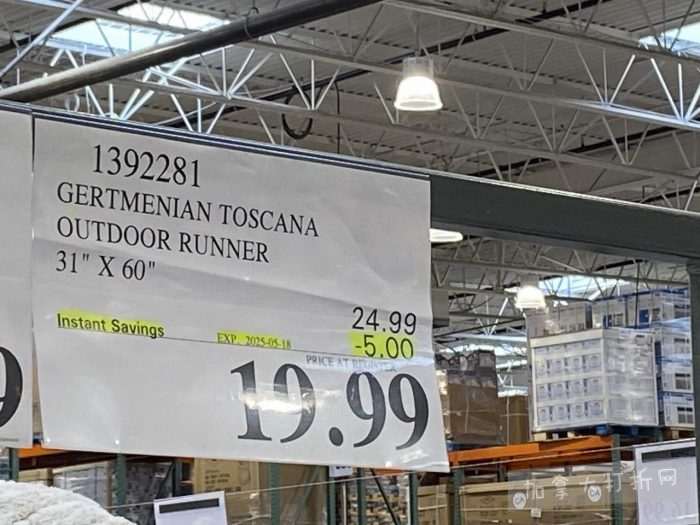 1392281
GERTMENIAN TOSCANA
OUTDOOR RUNNER
31" X 60"
24.99
Instant Savings
EXP. 2025-05-18
-5.00
PRICE AT REGISTER
19.99
9
加拿大打折网